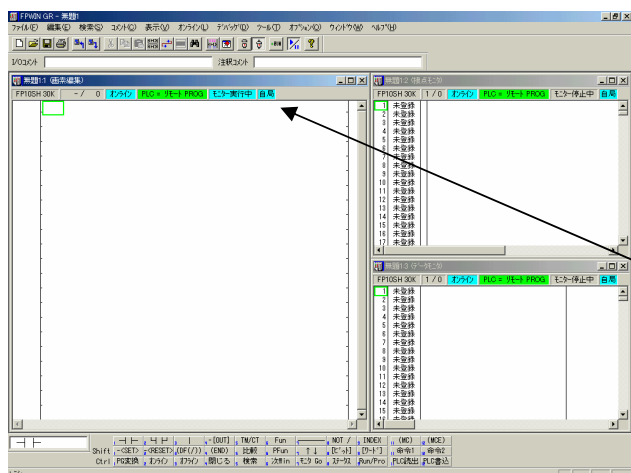 FPWIN GR - 無題1
ファイル(F) 編集(E) 検索(S) コメント(C) 表示(V) オンライン(L) デバッグ(D) ツール(T) オプション(O) ウィンドウ(W) ヘルプ(H)
I/Oコメント 注釈コメント
無題1:1 (回路編集)
FP10SH 30K - / 0 オンライン PLC = リモート PROG モニター実行中 自局
無題1:2 (接点モニタ)
FP10SH 30K 1 / 0 オンライン PLC = リモート PROG モニター停止中 自局
1 未登録
2 未登録
3 未登録
4 未登録
5 未登録
6 未登録
7 未登録
8 未登録
9 未登録
10 未登録
11 未登録
12 未登録
13 未登録
14 未登録
15 未登録
16 未登録
17 未登録
無題1:3 (データモニタ)
FP10SH 30K 1 / 0 オンライン PLC = リモート PROG モニター停止中 自局
1 未登録
2 未登録
3 未登録
4 未登録
5 未登録
6 未登録
7 未登録
8 未登録
9 未登録
10 未登録
11 未登録
12 未登録
13 未登録
14 未登録
15 未登録
-[OUT] TM/CT Fun NOT / INDEX (MC) (MCE)
Shift -<SET> <RESET> (DF(/)) (END) 比較 PFun ↑ ↓ [ビット] [ワード] 命令1 命令2
Ctrl PG変換 オンライン オフライン 閉じる 検索 次Win モニタ Go ステータス Run/Pro PLC読出 PLC書込